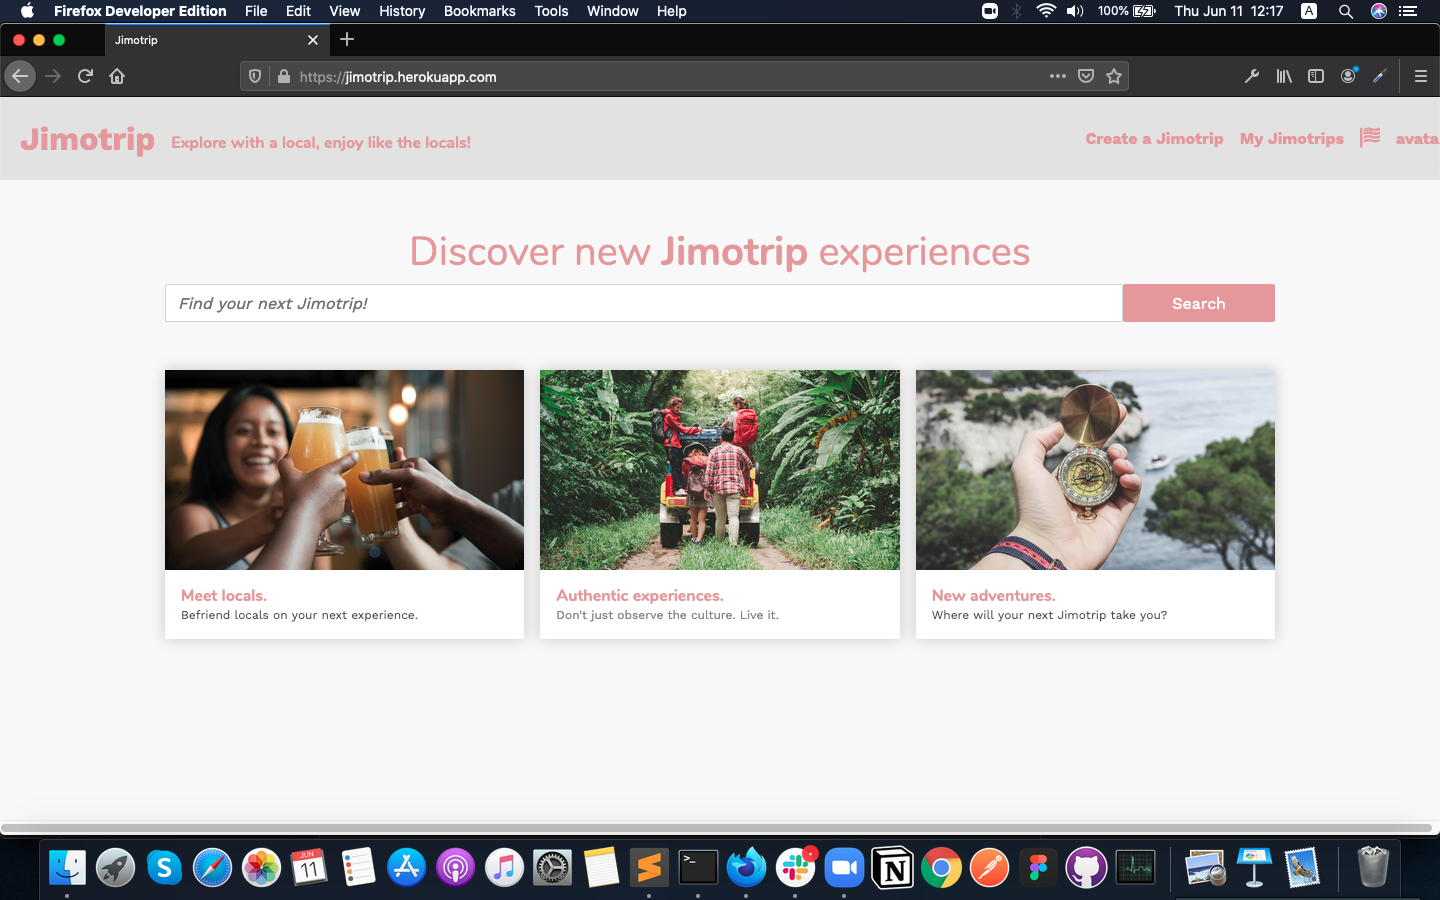 Firefox Developer Edition File Edit View History Bookmarks Tools Window Help 100% Thu Jun 11 12:17 A
Jimotrip
https://jimotrip.herokuapp.com
Jimotrip Explore with a local, enjoy like the locals! Create a Jimotrip My Jimotrips avata
Discover new Jimotrip experiences
Find your next Jimotrip! Search
Meet locals. Authentic experiences. New adventures.
Befriend locals on your next experience. Don't just observe the culture. Live it. Where will your next Jimotrip take you?
JUN
11